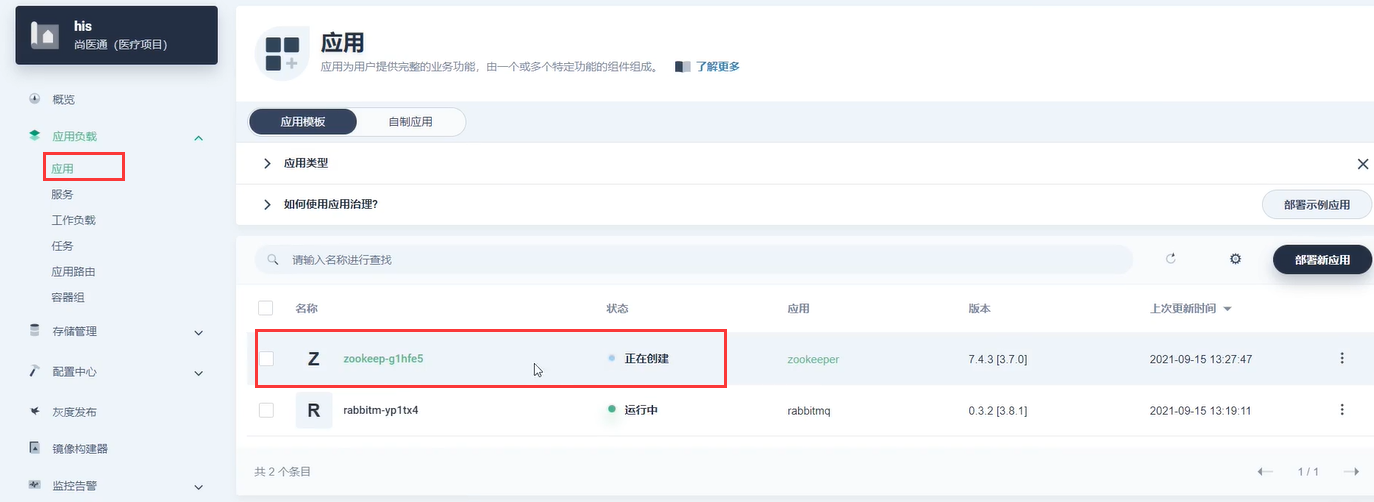 his
尚医通（医疗项目）
概览
应用负载
应用
服务
工作负载
任务
应用路由
容器组
存储管理
配置中心
灰度发布
镜像构建器
监控告警
应用
应用为用户提供完整的业务功能，由一个或多个特定功能的组件组成。 了解更多
应用模板 自制应用
应用类型
如何使用应用治理? 部署示例应用
请输入名称进行查找 部署新应用
名称 状态 应用 版本 上次更新时间
Z zookeep-g1hfe5 正在创建 zookeeper 7.4.3 [3.7.0] 2021-09-15 13:27:47
R rabbitm-yp1tx4 运行中 rabbitmq 0.3.2 [3.8.1] 2021-09-15 13:19:11
共 2 个条目 1 / 1